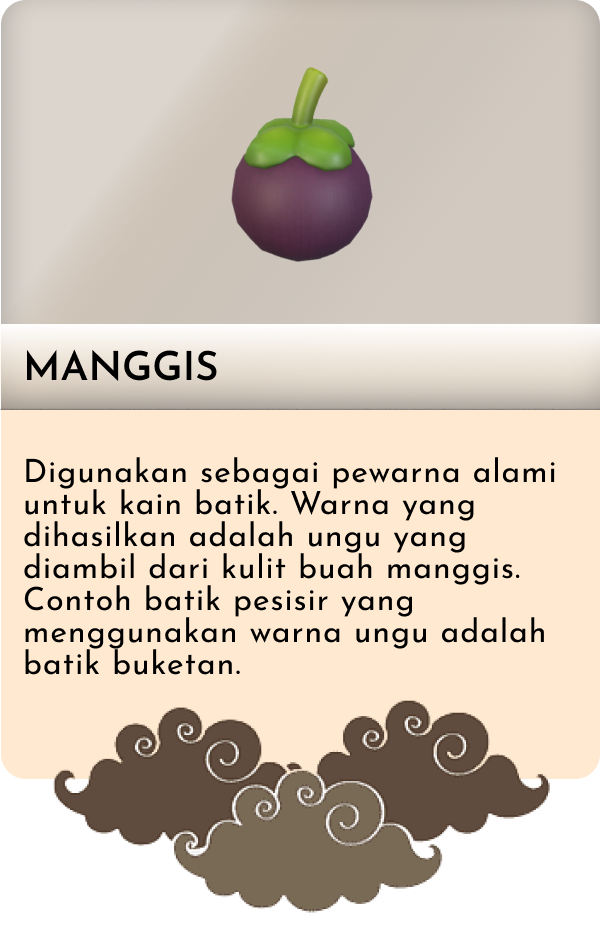 MANGGIS
Digunakan sebagai pewarna alami
untuk kain batik. Warna yang
dihasilkan adalah ungu yang
diambil dari kulit buah manggis.
Contoh batik pesisir yang
menggunakan warna ungu adalah
batik buketan.